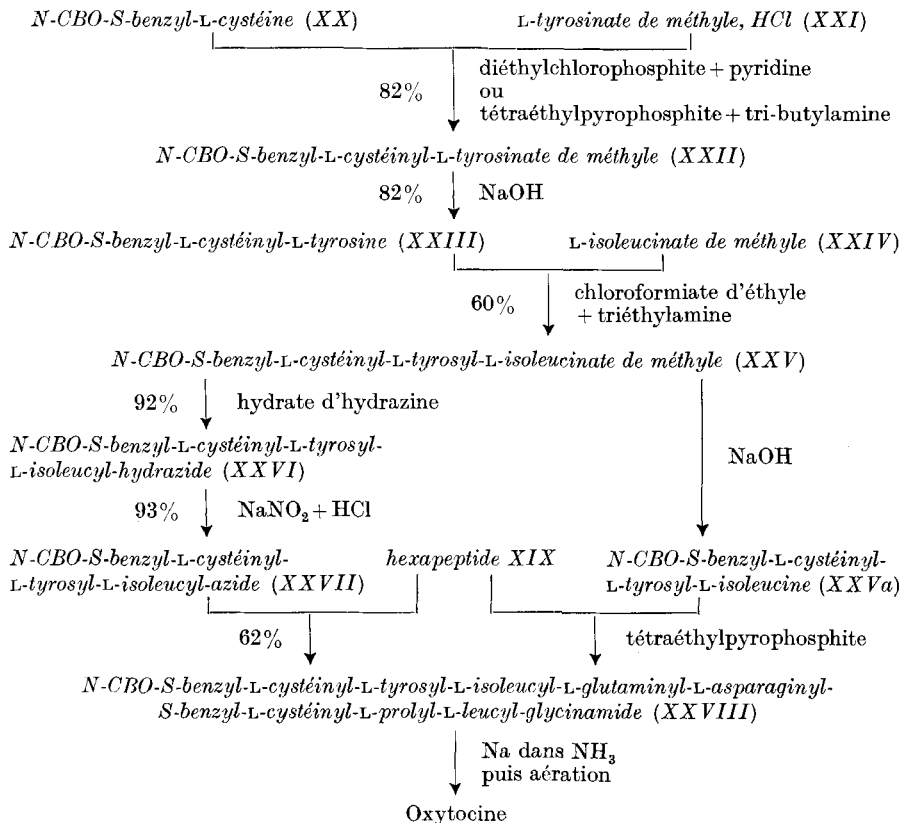 N-CBO-S-benzyl-L-cystéine (XX) L-tyrosinate de méthyle, HCl (XXI)
82% diéthylchlorophosphite + pyridine
ou
tétraéthylpyrophosphite + tri-butylamine
N-CBO-S-benzyl-L-cystéinyl-L-tyrosinate de méthyle (XXII)
82% NaOH
N-CBO-S-benzyl-L-cystéinyl-L-tyrosine (XXIII) L-isoleucinate de méthyle (XXIV)
60% chloroformiate d'éthyle
+ triéthylamine
N-CBO-S-benzyl-L-cystéinyl-L-tyrosyl-L-isoleucinate de méthyle (XXV)
92% hydrate d'hydrazine
N-CBO-S-benzyl-L-cystéinyl-L-tyrosyl-
L-isoleucyl-hydrazide (XXVI)
NaOH
93% NaNO₂ + HCl
N-CBO-S-benzyl-L-cystéinyl-
L-tyrosyl-L-isoleucyl-azide (XXVII)
hexapeptide XIX
N-CBO-S-benzyl-L-cystéinyl-
L-tyrosyl-L-isoleucine (XXVa)
62% tétraéthylpyrophosphite
N-CBO-S-benzyl-L-cystéinyl-L-tyrosyl-L-isoleucyl-L-glutaminyl-L-asparaginyl-
S-benzyl-L-cystéinyl-L-prolyl-L-leucyl-glycinamide (XXVIII)
Na dans NH₃
puis aération
Oxytocine